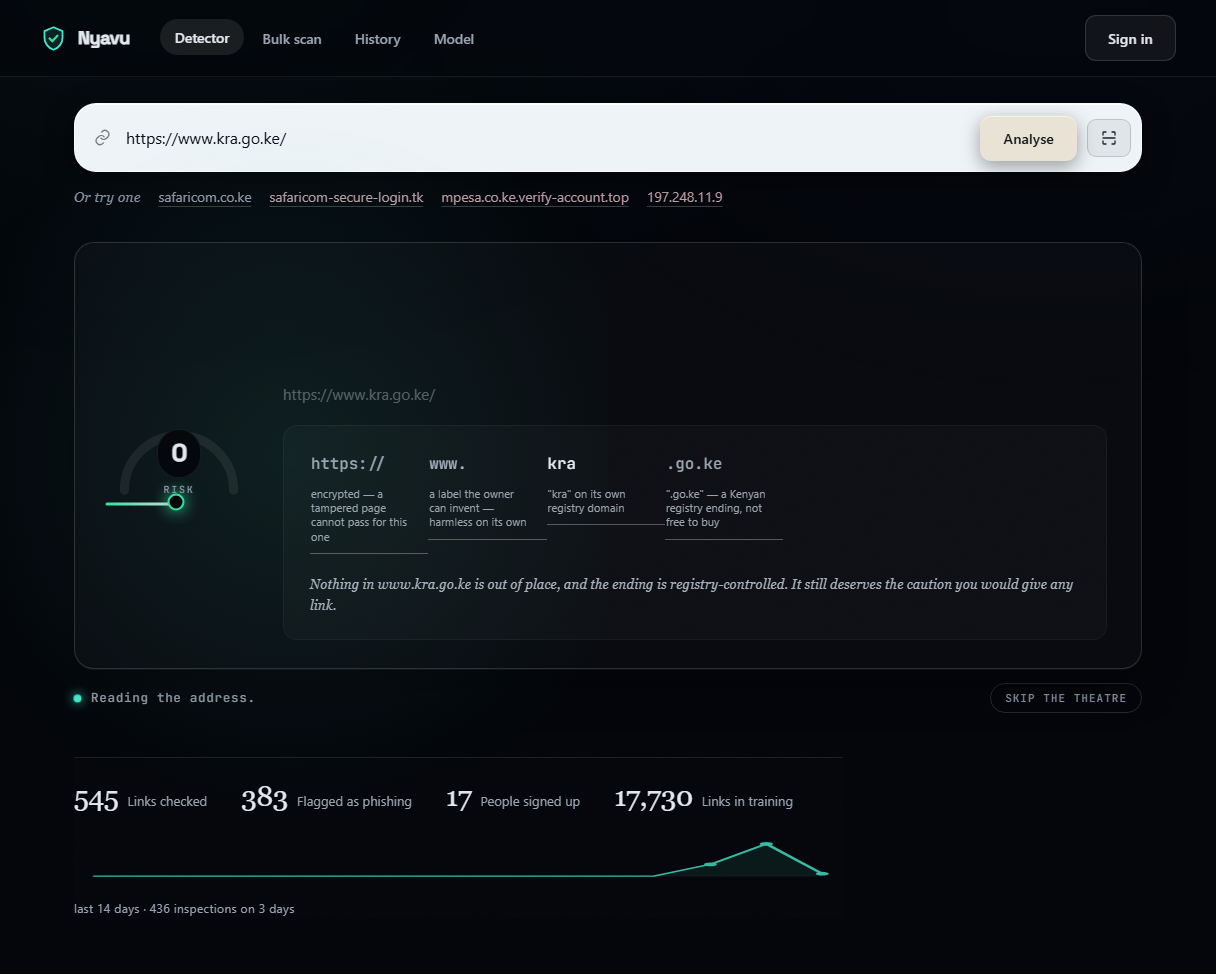 Nyavu
Detector
Bulk scan
History
Model
Sign in
https://www.kra.go.ke/
Analyse
Or try one
safaricom.co.ke
safaricom-secure-login.tk
mpesa.co.ke.verify-account.top
197.248.11.9
https://www.kra.go.ke/
0
RISK
https://
encrypted — a
tampered page
cannot pass for this
one
www.
a label the owner
can invent —
harmless on its own
kra
"kra" on its own
registry domain
.go.ke
".go.ke" — a Kenyan
registry ending, not
free to buy
Nothing in www.kra.go.ke is out of place, and the ending is registry-controlled. It still deserves the caution you would give any
link.
Reading the address.
SKIP THE THEATRE
545 Links checked
383 Flagged as phishing
17 People signed up
17,730 Links in training
last 14 days · 436 inspections on 3 days